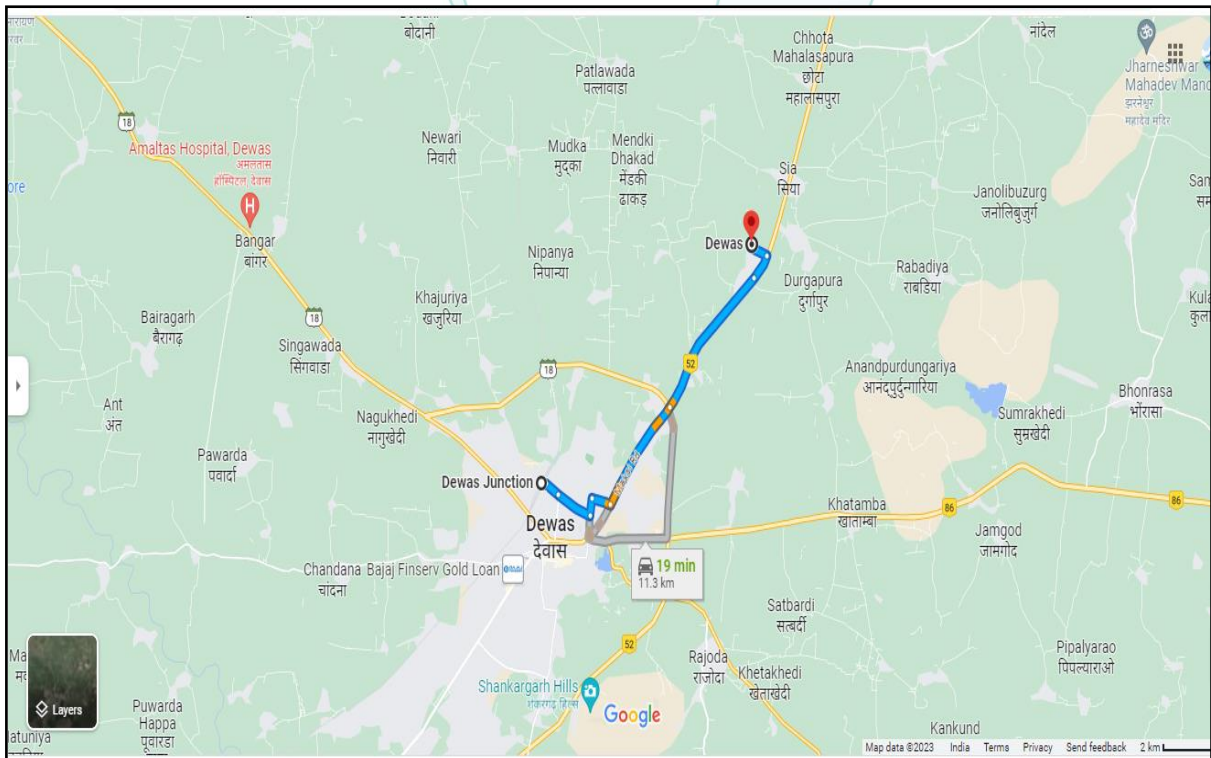 बोदानी
Chhota
Mahalasapura
छोटा
महालासपुरा
नांदेल
Jharneshwar
Mahadev Mand
झरनेश्वर
महादेव मंदिर
Patlawada
पत्लावाडा
18
Amaltas Hospital, Dewas
अमलतास
हॉस्पिटल, देवास
H
Bangar
बांगर
Newari
निवारी
Mudka
मुद्का
Mendki
Dhakad
मेंडकी
ढाकड़
Sia
सिया
Janolibuzurg
जनोलिबुजुर्ग
Dewas
Nipanya
निपान्या
Durgapura
दुर्गापुर
Rabadiya
राबडिया
Khajuriya
खजुरिया
Bairagarh
बैरागढ़
18
Singawada
सिंगवाडा
52
18
Anandpurdungariya
आनंद्पुर्दुन्गारिया
Bhonrasa
भोंरासा
Ant
अंत
Nagukhedi
नागुखेदी
Sumrakhedi
सुम्रखेदी
Pawarda
पवार्दा
Dewas Junction
Dewas
देवास
Khatamba
खाताम्बा
86
86
Jamgod
जामगोद
Chandana
चांदना
Bajaj Finserv Gold Loan
19 min
11.3 km
Satbardi
सत्बर्दी
52
Rajoda
राजोदा
Khetakhedi
खेताखेदी
Pipalyarao
पिपल्याराओ
Shankargarh Hills
शंकरगढ़ हिल्स
Google
Layers
Puwarda
Happa
पूवारडा
Kankund
Map data ©2023 India Terms Privacy Send feedback 2 km